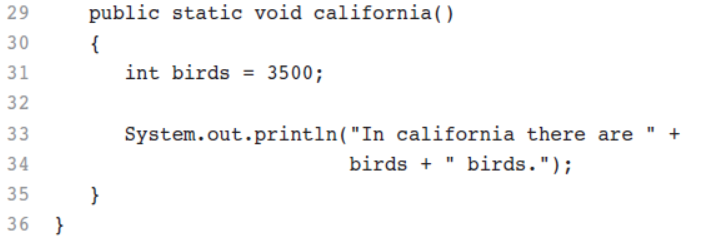 29 public static void california()
30 {
31 int birds = 3500;
32
33 System.out.println("In california there are " +
34 birds + " birds.");
35 }
36 }